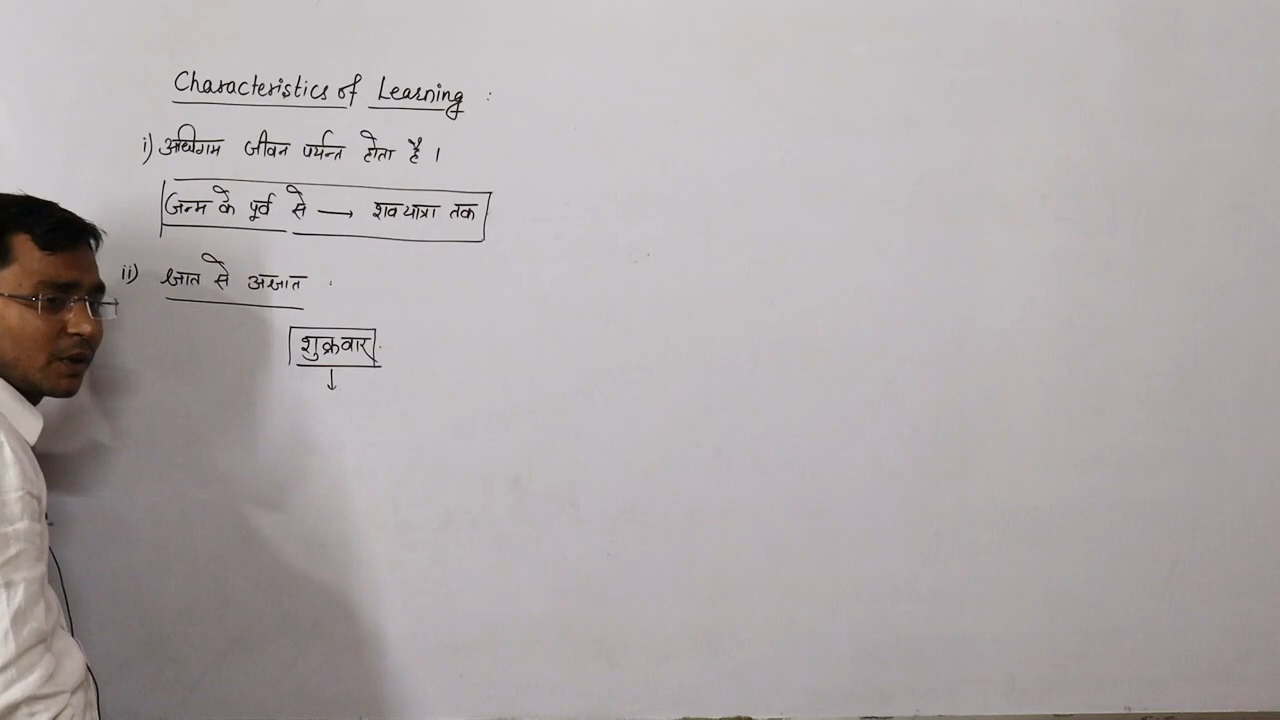 Characteristics of Learning :
i) अधिगम जीवन पर्यन्त होता है ।
जन्म के पूर्व से → शवयात्रा तक
ii) ज्ञात से अज्ञात :
शुक्रवार
↓